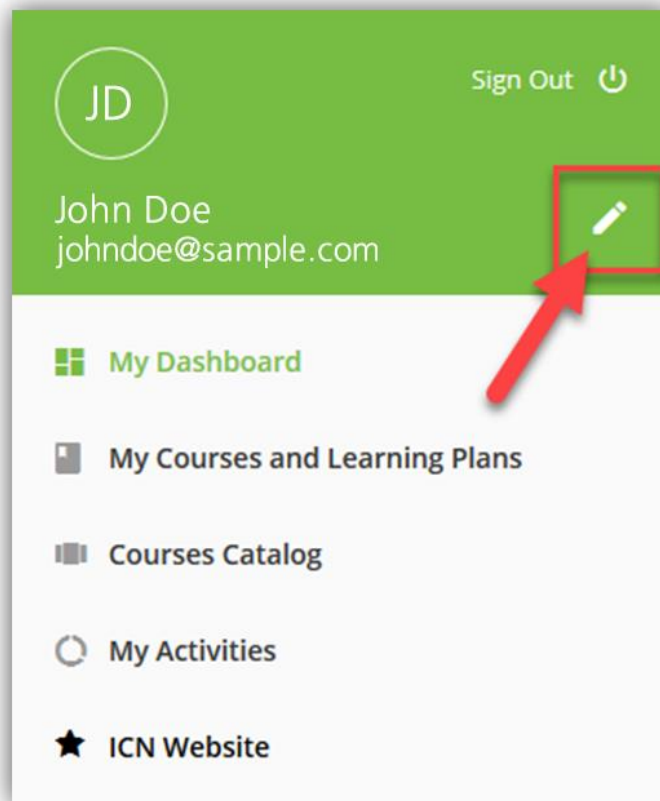 JD
Sign Out
John Doe
johndoe@sample.com
My Dashboard
My Courses and Learning Plans
Courses Catalog
My Activities
ICN Website